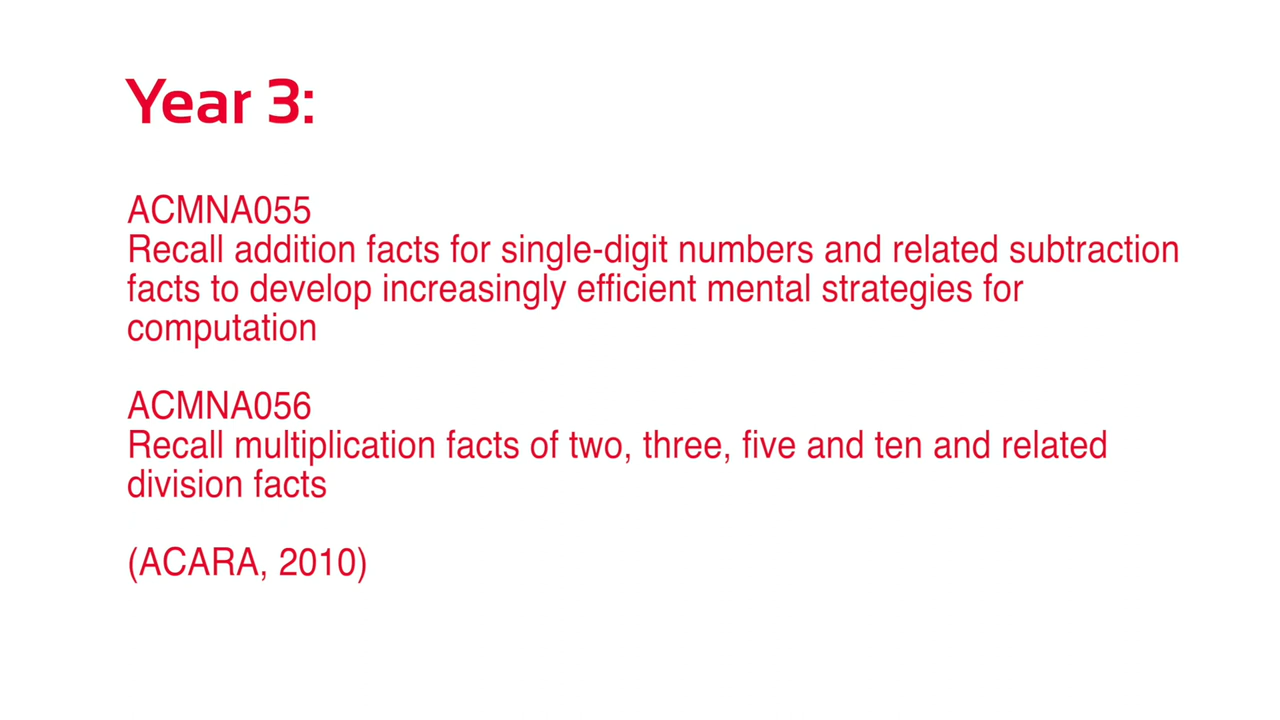 Year 3:
ACMNA055
Recall addition facts for single-digit numbers and related subtraction
facts to develop increasingly efficient mental strategies for
computation
ACMNA056
Recall multiplication facts of two, three, five and ten and related
division facts
(ACARA, 2010)